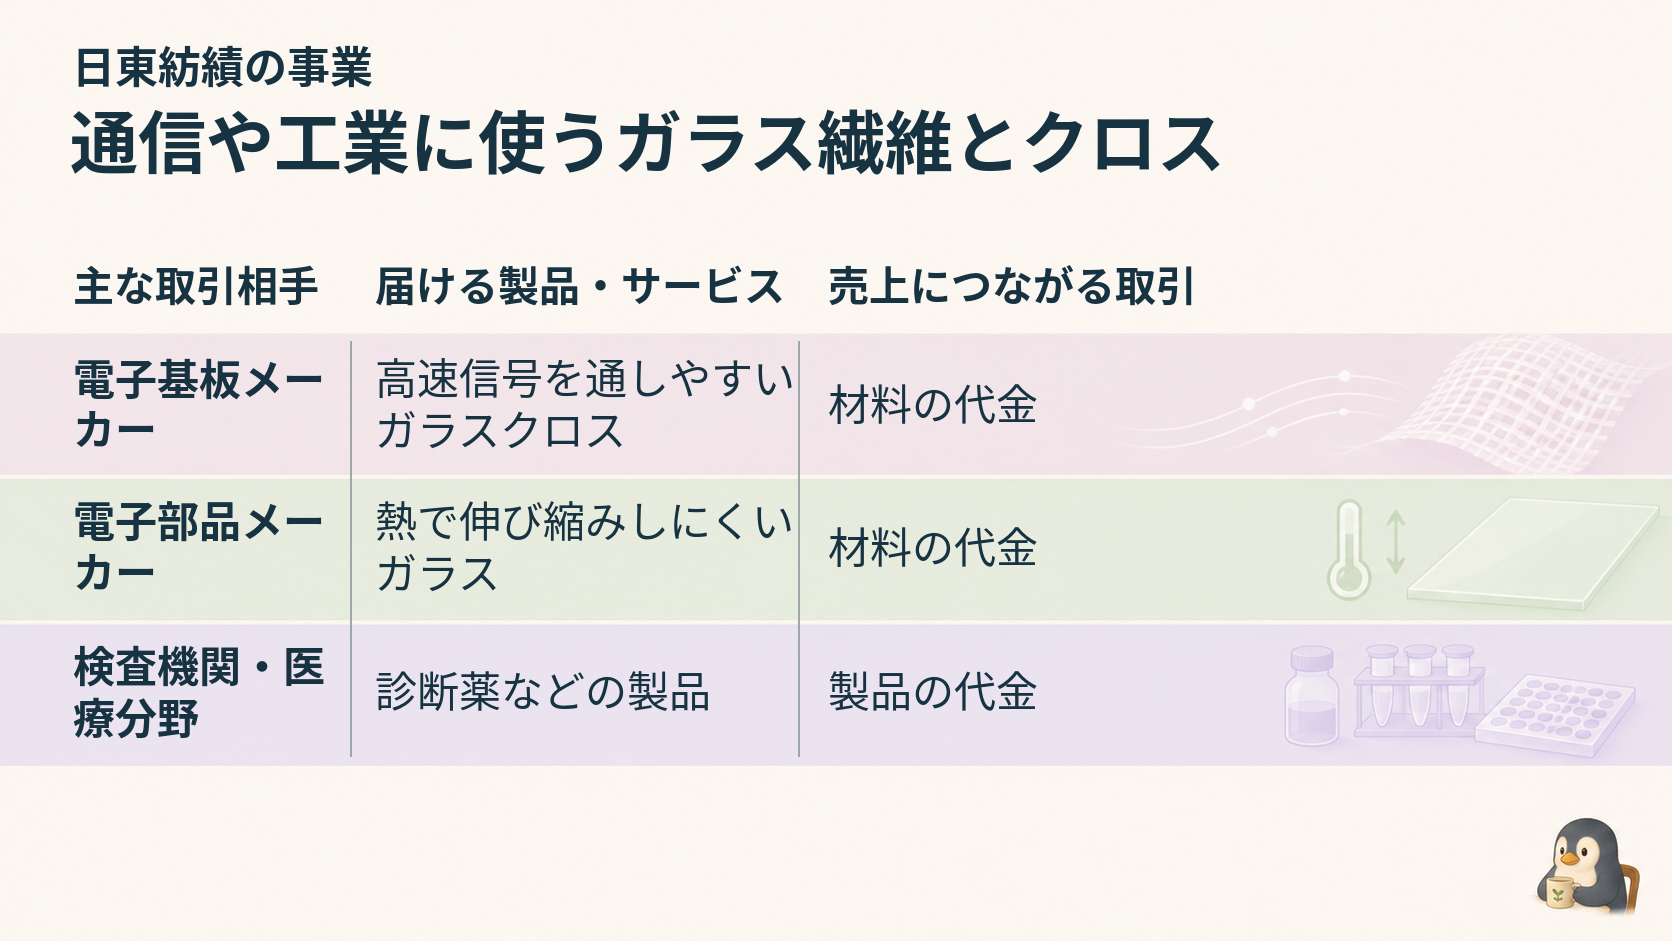 日東紡績の事業
通信や工業に使うガラス繊維とクロス
主な取引相手
届ける製品・サービス
売上につながる取引
電子基板メー
カー
高速信号を通しやすい
ガラスクロス
材料の代金
電子部品メー
カー
熱で伸び縮みしにくい
ガラス
材料の代金
検査機関・医
療分野
診断薬などの製品
製品の代金